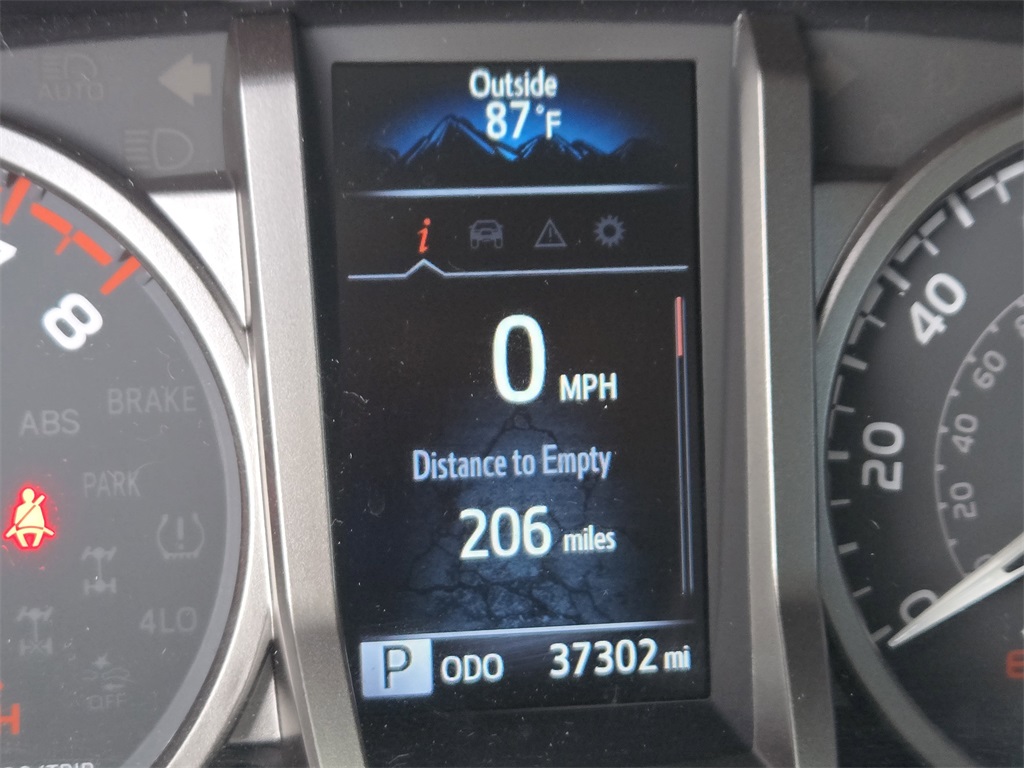 Outside
87°F
i
0 MPH
Distance to Empty
206 miles
P ODO 37302 mi
AUTO
8
ABS
BRAKE
PARK
4LO
OFF
H
40
20
0
60
40
20